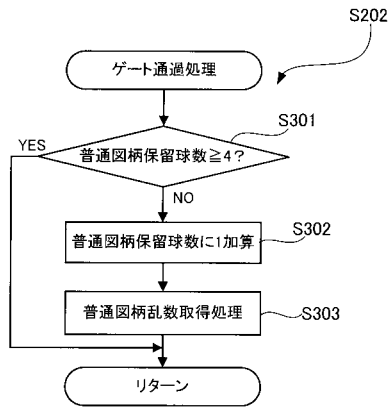 S202
ゲート通過処理
S301
普通図柄保留球数≧4?
YES
NO
普通図柄保留球数に1加算
S302
普通図柄乱数取得処理
S303
リターン